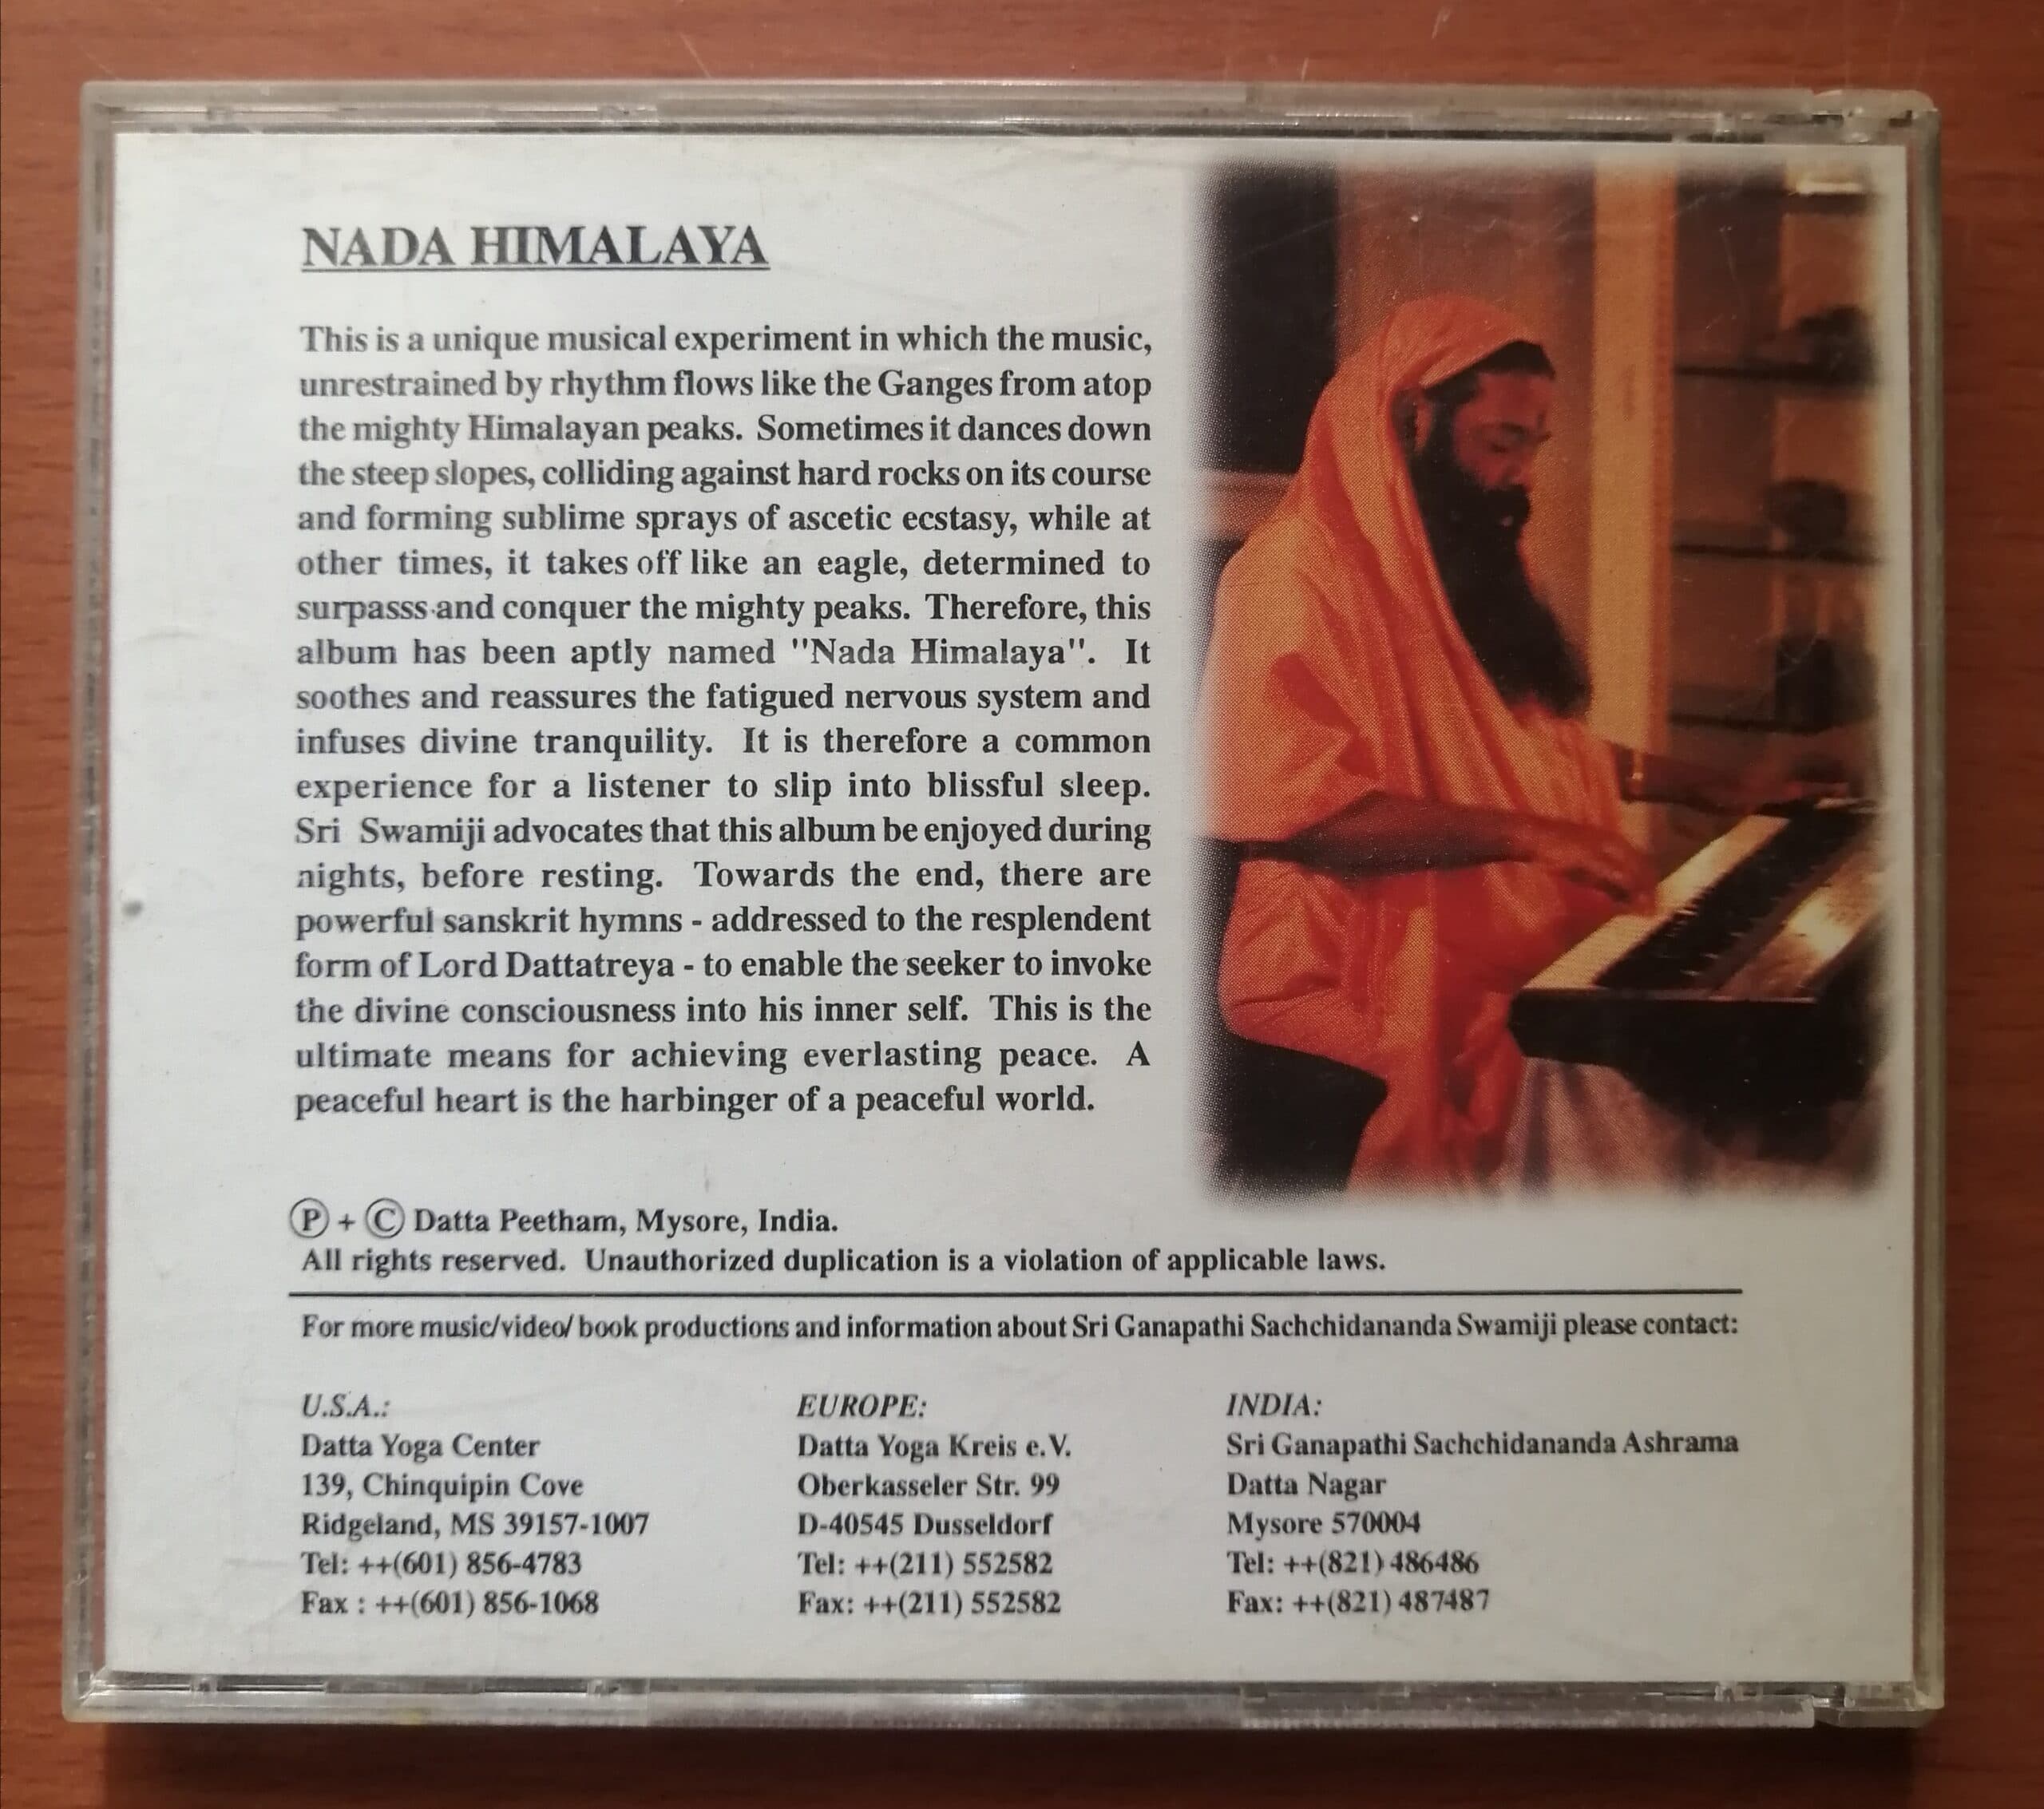 NADA HIMALAYA
This is a unique musical experiment in which the music,
unrestrained by rhythm flows like the Ganges from atop
the mighty Himalayan peaks. Sometimes it dances down
the steep slopes, colliding against hard rocks on its course
and forming sublime sprays of ascetic ecstasy, while at
other times, it takes off like an eagle, determined to
surpasss and conquer the mighty peaks. Therefore, this
album has been aptly named "Nada Himalaya". It
soothes and reassures the fatigued nervous system and
infuses divine tranquility. It is therefore a common
experience for a listener to slip into blissful sleep.
Sri Swamiji advocates that this album be enjoyed during
nights, before resting. Towards the end, there are
powerful sanskrit hymns - addressed to the resplendent
form of Lord Dattatreya - to enable the seeker to invoke
the divine consciousness into his inner self. This is the
ultimate means for achieving everlasting peace. A
peaceful heart is the harbinger of a peaceful world.
Ⓟ + Ⓒ Datta Peetham, Mysore, India.
All rights reserved. Unauthorized duplication is a violation of applicable laws.
For more music/video/ book productions and information about Sri Ganapathi Sachchidananda Swamiji please contact:
U.S.A.:
Datta Yoga Center
139, Chinquipin Cove
Ridgeland, MS 39157-1007
Tel: ++(601) 856-4783
Fax : ++(601) 856-1068
EUROPE:
Datta Yoga Kreis e.V.
Oberkasseler Str. 99
D-40545 Dusseldorf
Tel: ++(211) 552582
Fax: ++(211) 552582
INDIA:
Sri Ganapathi Sachchidananda Ashrama
Datta Nagar
Mysore 570004
Tel: ++(821) 486486
Fax: ++(821) 487487